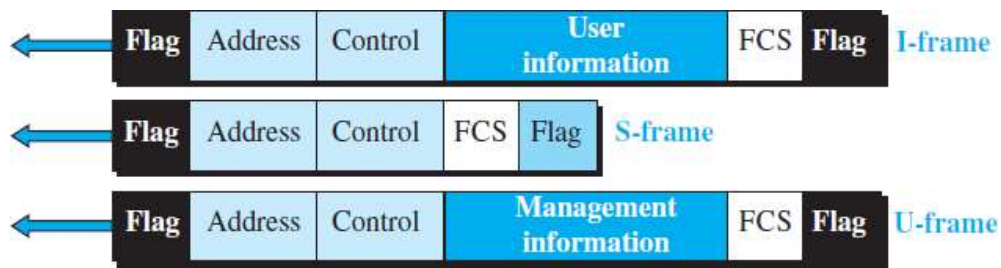 Flag Address Control User information FCS Flag I-frame
Flag Address Control FCS Flag S-frame
Flag Address Control Management information FCS Flag U-frame